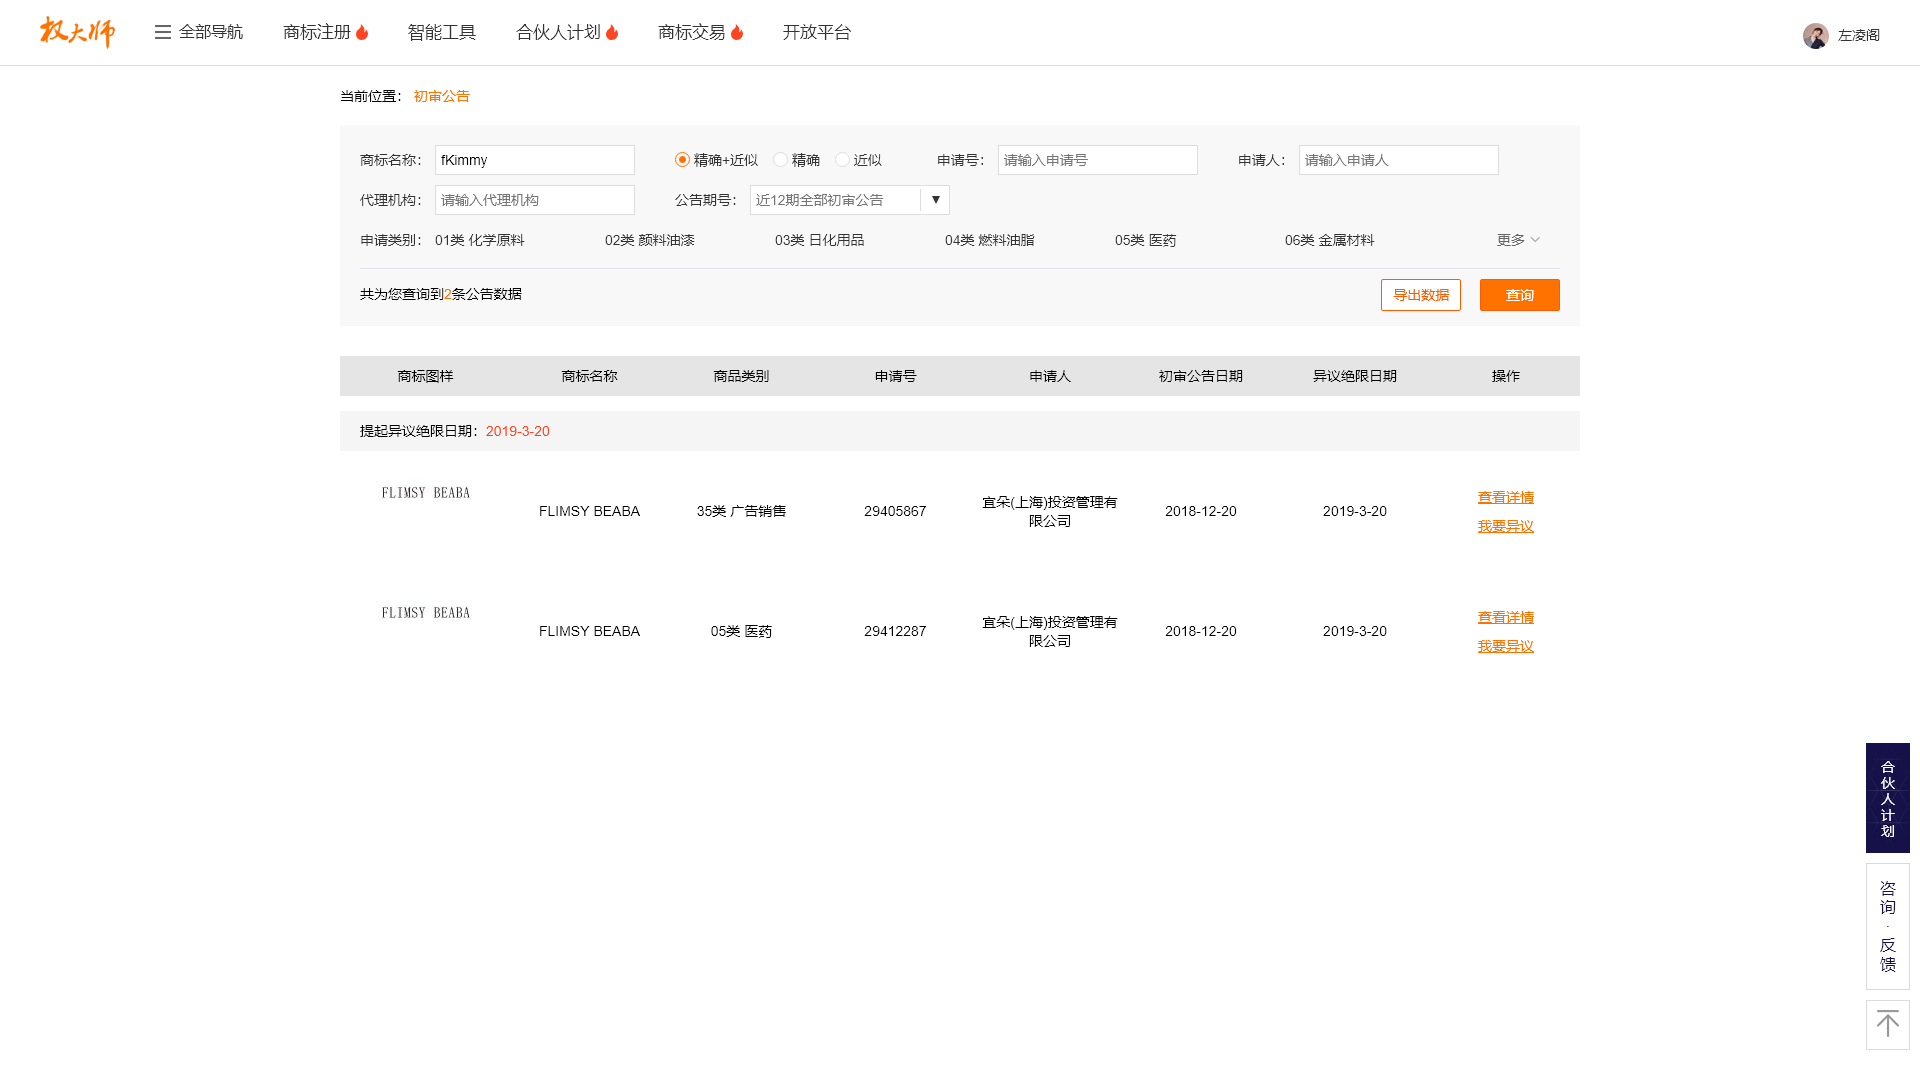 权大师 全部导航 商标注册 智能工具 合伙人计划 商标交易 开放平台 左凌阁
当前位置： 初审公告
商标名称： fKimmy 精确+近似 精确 近似 申请号： 请输入申请号 申请人： 请输入申请人
代理机构： 请输入代理机构 公告期号： 近12期全部初审公告 ▼
申请类别： 01类 化学原料 02类 颜料油漆 03类 日化用品 04类 燃料油脂 05类 医药 06类 金属材料 更多
共为您查询到2条公告数据 导出数据 查询
商标图样 商标名称 商品类别 申请号 申请人 初审公告日期 异议绝限日期 操作
提起异议绝限日期：2019-3-20
FLIMSY BEABA FLIMSY BEABA 35类 广告销售 29405867 宜朵(上海)投资管理有 2018-12-20 2019-3-20 查看详情
限公司 我要异议
FLIMSY BEABA FLIMSY BEABA 05类 医药 29412287 宜朵(上海)投资管理有 2018-12-20 2019-3-20 查看详情
限公司 我要异议
合伙人计划
咨询·反馈